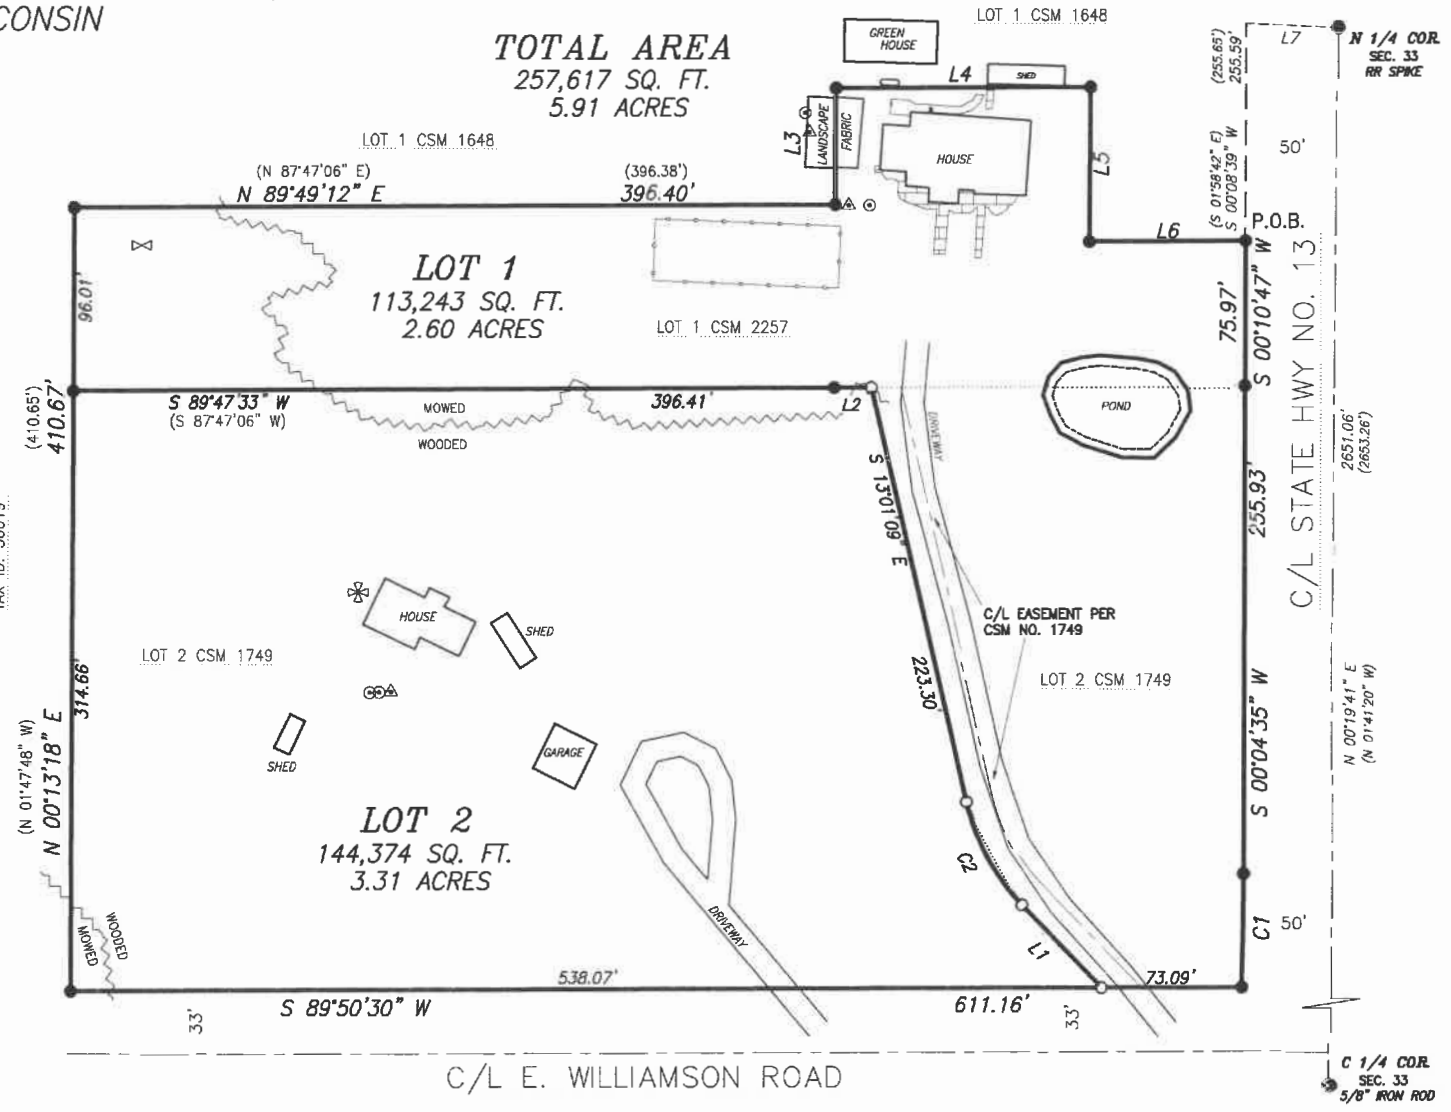 CONSIN
LOT 1 CSM 1648
GREEN
HOUSE
TOTAL AREA
257,617 SQ. FT.
5.91 ACRES
L4
SHED
(255.65')
255.59'
L7
N 1/4 COR.
SEC. 33
RR SPIKE
LOT 1 CSM 1648
L3
LANDSCAPE
FABRIC
HOUSE
L5
50'
(N 87°47'06" E)
N 89°49'12" E
(396.38')
396.40'
(S 01°58'42" E)
S 00°08'39" W
P.O.B.
L6
96.01'
LOT 1
113,243 SQ. FT.
2.60 ACRES
LOT 1 CSM 2257
75.97'
S 00°10'47" W
C/L STATE HWY NO. 13
(410.65')
410.67'
S 89°47'33" W
(S 87°47'06" W)
MOWED
WOODED
396.41'
L2
DRIVEWAY
POND
2651.06'
(2653.26')
S 13°01'09" E
255.93'
HOUSE
SHED
C/L EASEMENT PER
CSM NO. 1749
LOT 2 CSM 1749
LOT 2 CSM 1749
314.66'
223.30'
S 00°04'35" W
N 00°19'41" E
(N 01°41'20" W)
(N 01°47'48" W)
N 00°13'18" E
SHED
GARAGE
LOT 2
144,374 SQ. FT.
3.31 ACRES
C2
DRIVEWAY
MOWED
WOODED
L1
C1
50'
538.07'
73.09'
S 89°50'30" W
611.16'
33'
33'
C/L E. WILLIAMSON ROAD
C 1/4 COR.
SEC. 33
5/8" IRON ROD